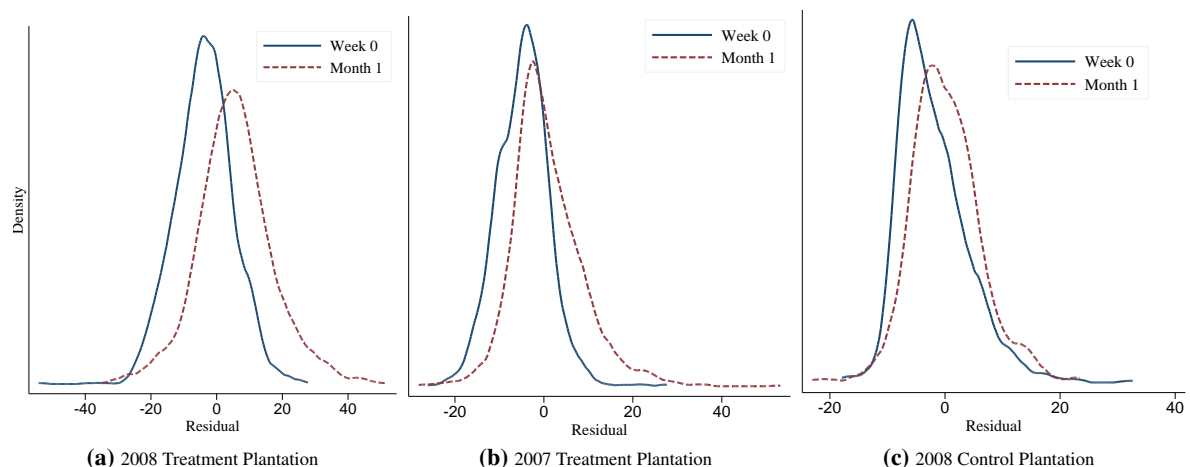 Week 0
Month 1
Density
-40 -20 0 20 40
Residual
(a) 2008 Treatment Plantation
Week 0
Month 1
-20 0 20 40
Residual
(b) 2007 Treatment Plantation
Week 0
Month 1
-20 0 20 40
Residual
(c) 2008 Control Plantation